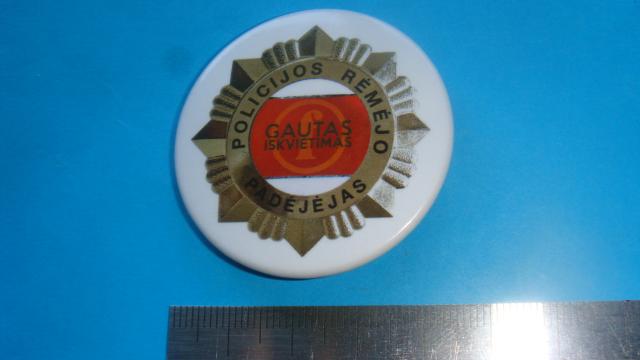 POLICIJOS RĖMĖJO
GAUTAS
IŠKVIETIMAS
PADĖJĖJAS